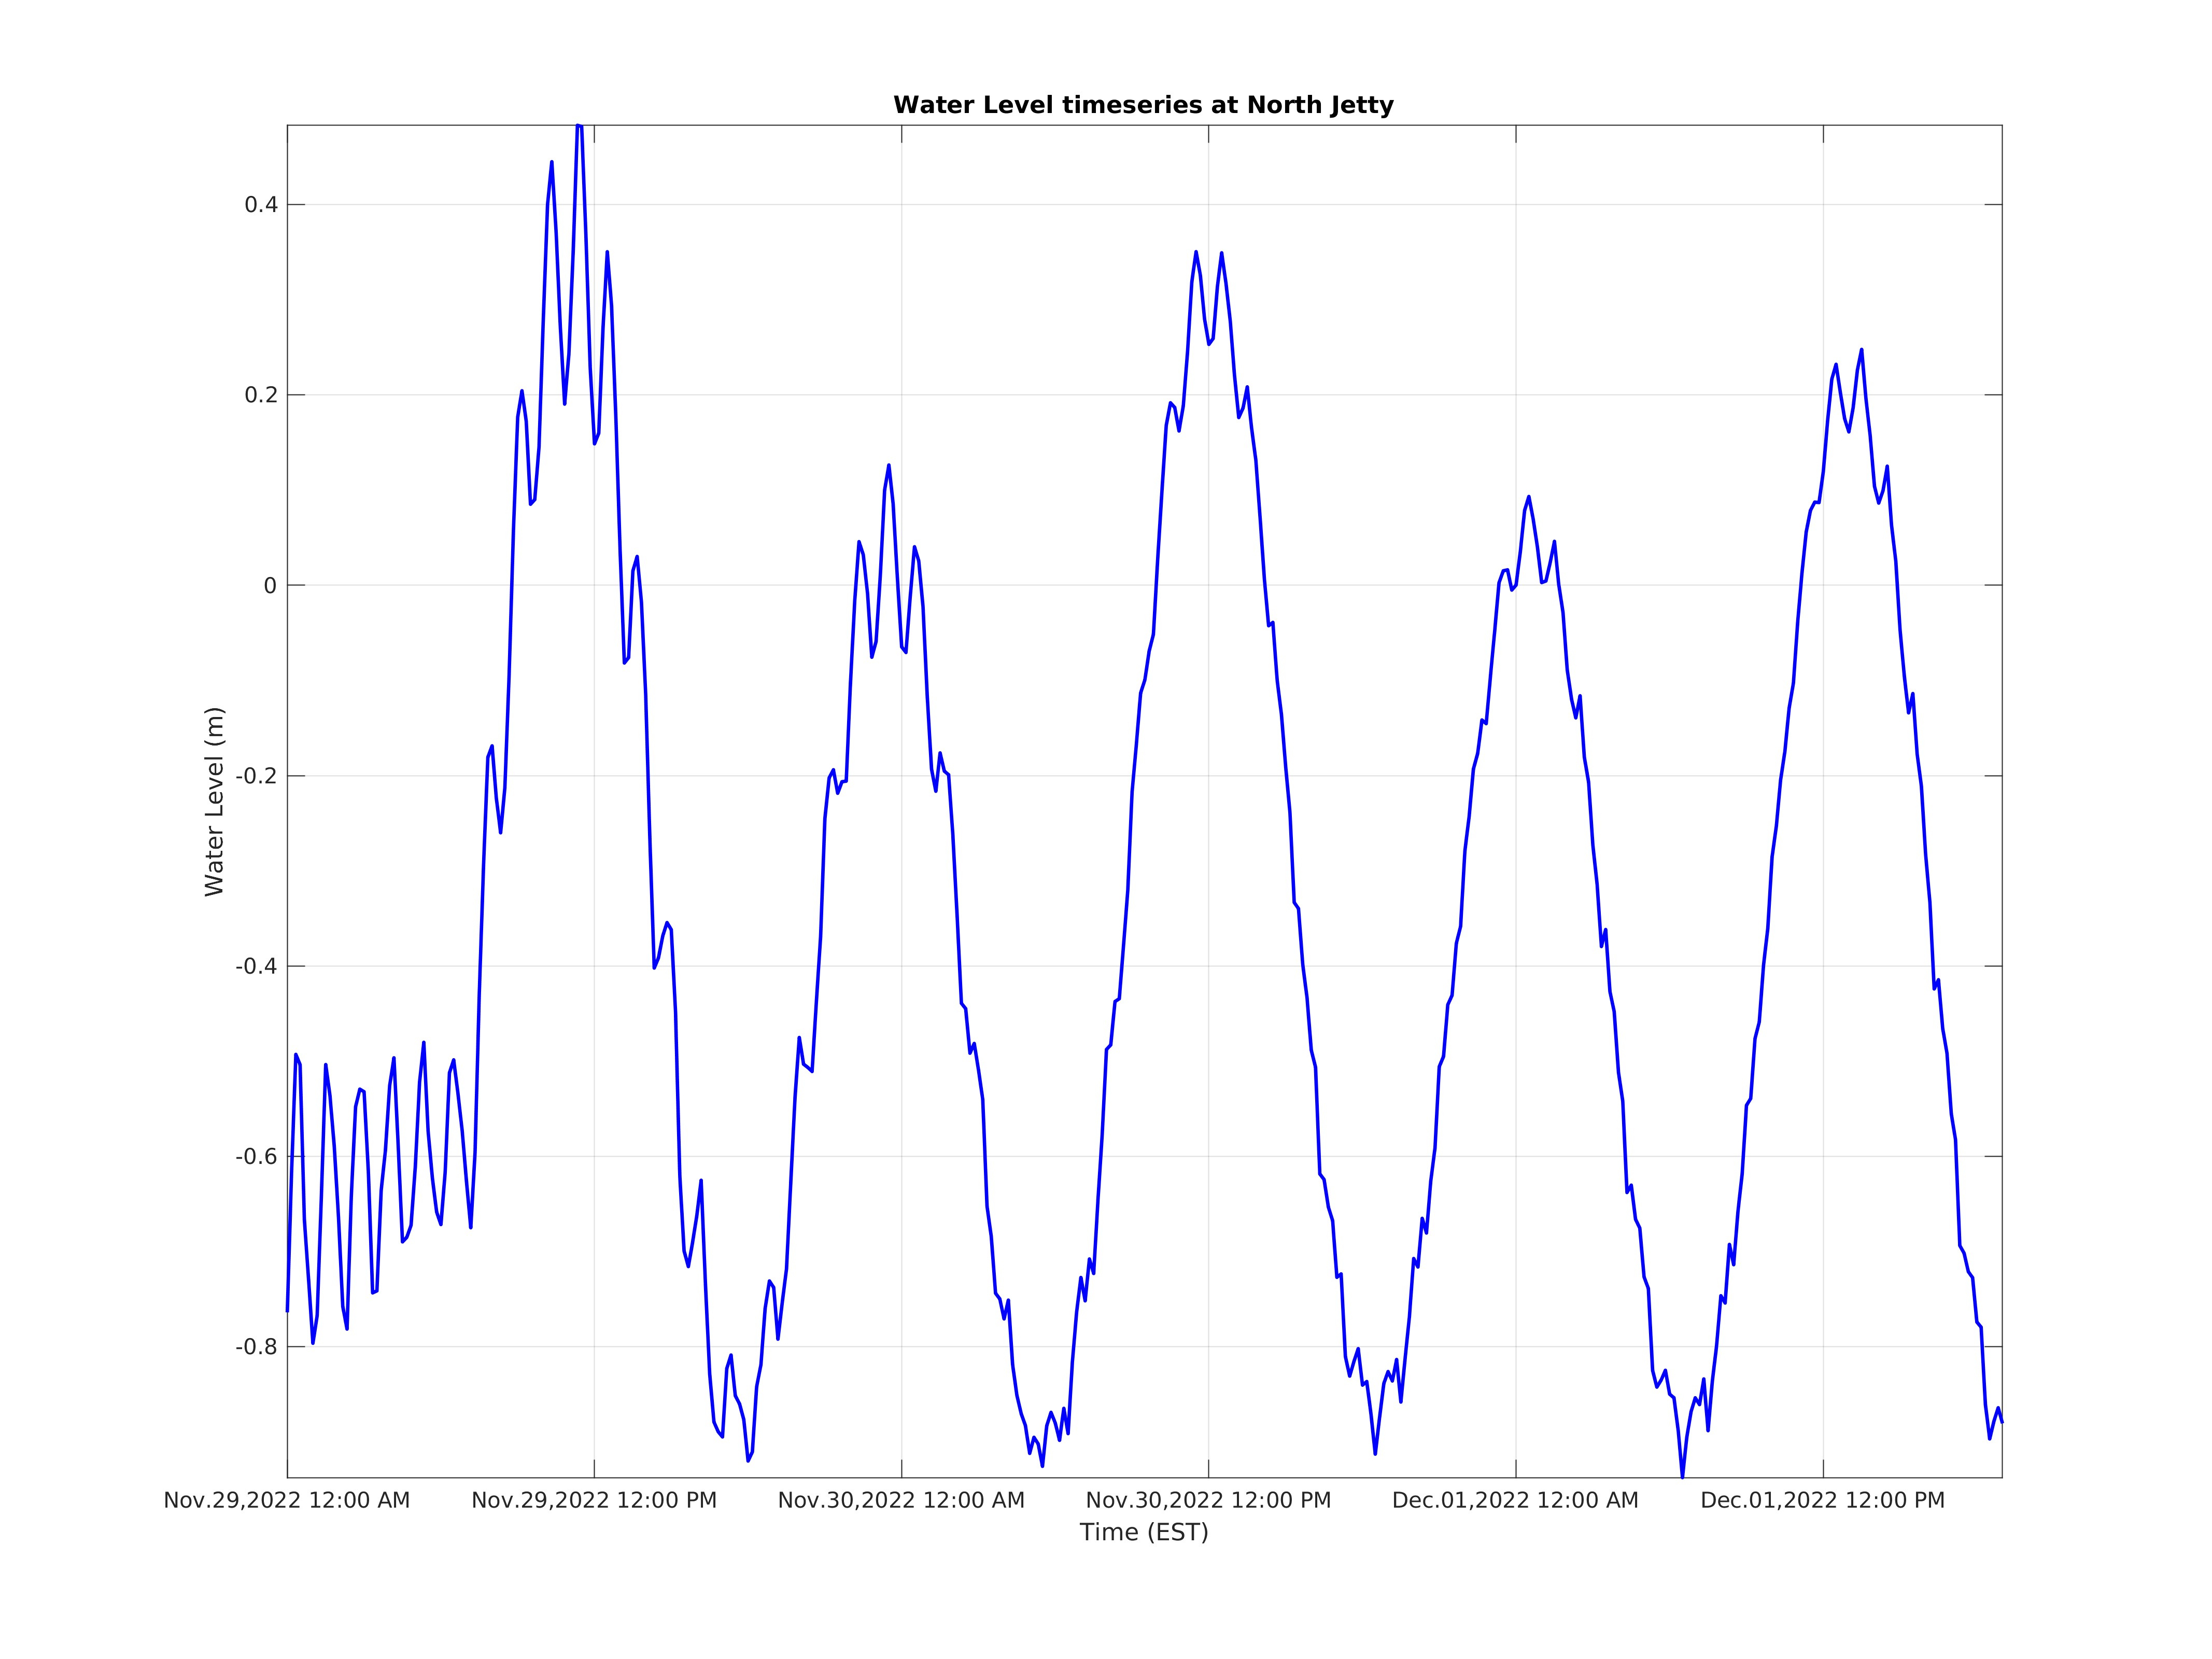 Water Level timeseries at North Jetty
0.4
0.2
0
-0.2
-0.4
-0.6
-0.8
Water Level (m)
Nov.29,2022 12:00 AM Nov.29,2022 12:00 PM Nov.30,2022 12:00 AM Nov.30,2022 12:00 PM Dec.01,2022 12:00 AM Dec.01,2022 12:00 PM
Time (EST)